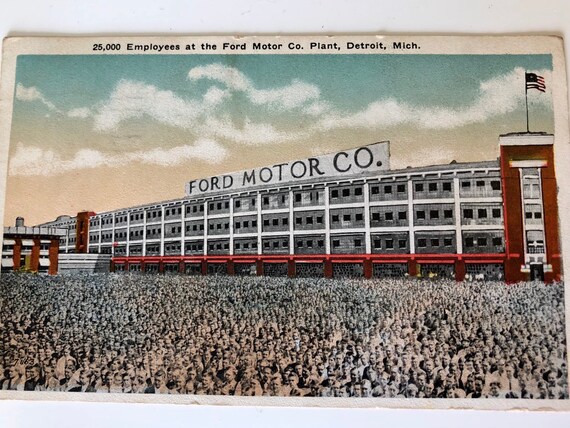 25,000 Employees at the Ford Motor Co. Plant, Detroit, Mich.
FORD MOTOR CO.